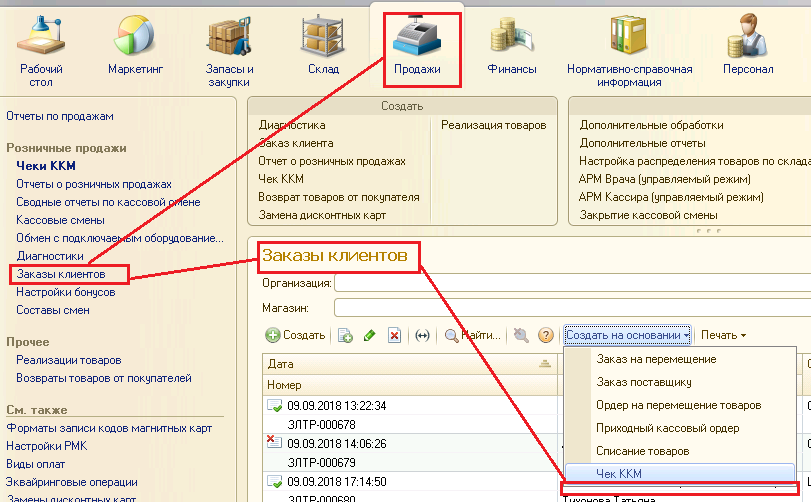 Рабочий стол
Маркетинг
Запасы и закупки
Склад
Продажи
Финансы
Нормативно-справочная информация
Персонал
Отчеты по продажам
Розничные продажи
Чеки ККМ
Отчеты о розничных продажах
Сводные отчеты по кассовой смене
Кассовые смены
Обмен с подключаемым оборудование...
Диагностики
Заказы клиентов
Настройки бонусов
Составы смен
Прочее
Реализации товаров
Возвраты товаров от покупателей
См. также
Форматы записи кодов магнитных карт
Настройки РМК
Виды оплат
Эквайринговые операции
Замены дисконтных карт
Создать
Диагностика
Заказ клиента
Отчет о розничных продажах
Чек ККМ
Возврат товаров от покупателя
Замена дисконтных карт
Реализация товаров
Дополнительные обработки
Дополнительные отчеты
Настройка распределения товаров по склада
АРМ Врача (управляемый режим)
АРМ Кассира (управляемый режим)
Закрытие кассовой смены
Заказы клиентов
Организация:
Магазин:
Создать
Найти...
Создать на основании
Печать
Дата
Номер
09.09.2018 13:22:34
ЗЛТР-000678
09.09.2018 14:06:26
ЗЛТР-000679
09.09.2018 17:14:50
ЗЛТР-000680
Заказ на перемещение
Заказ поставщику
Ордер на перемещение товаров
Приходный кассовый ордер
Списание товаров
Чек ККМ
Тихонова Татьяна